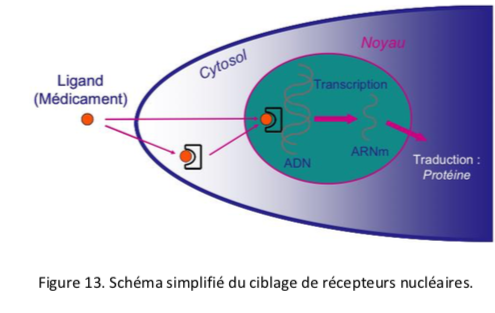 Noyau
Cytosol
Ligand
(Médicament)
Transcription
ADN
ARNm
Traduction :
Protéine
Figure 13. Schéma simplifié du ciblage de récepteurs nucléaires.